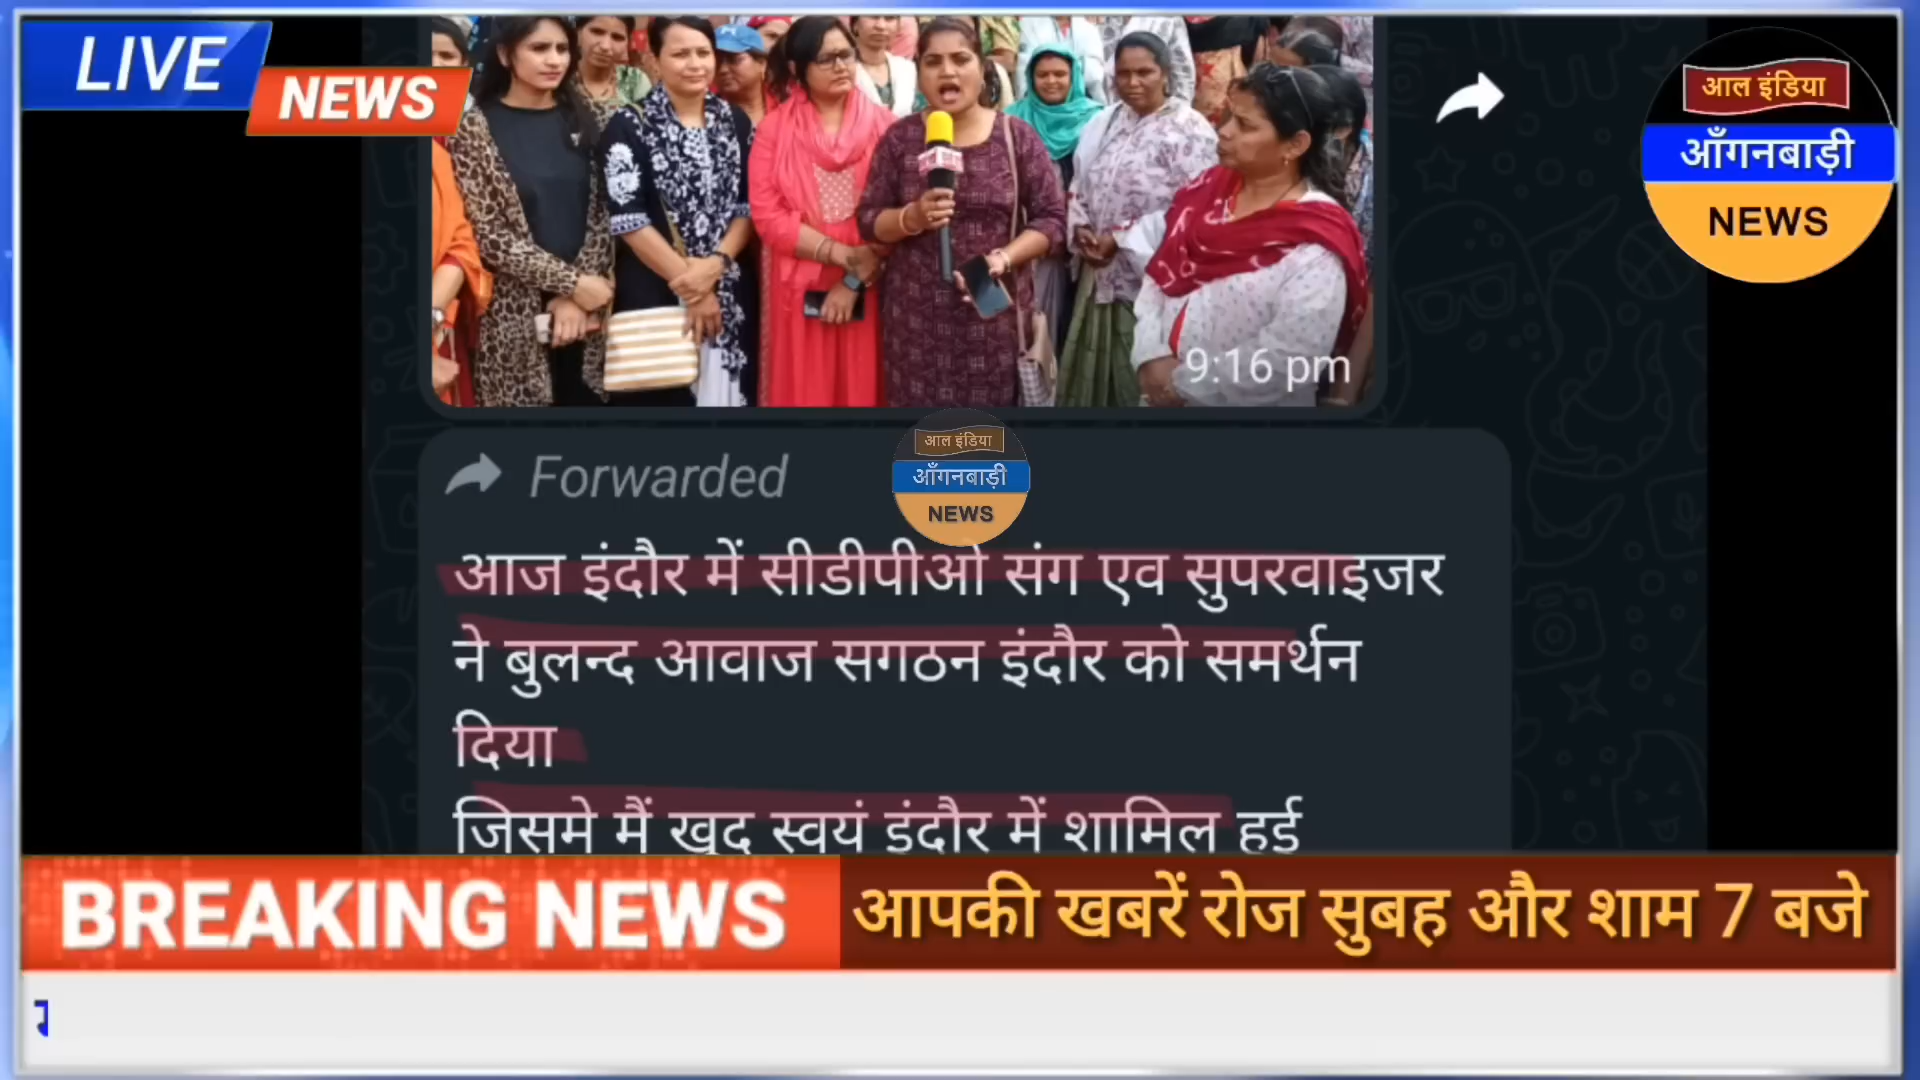 LIVE
NEWS
आल इंडिया
आँगनबाड़ी
NEWS
9:16 pm
Forwarded
आल इंडिया
आँगनबाड़ी
NEWS
आज इंदौर में सीडीपीओ संग एव सुपरवाइजर
ने बुलन्द आवाज सगठन इंदौर को समर्थन
दिया
जिसमे मैं खुद स्वयं इंदौर में शामिल हुई
BREAKING NEWS
आपकी खबरें रोज सुबह और शाम 7 बजे